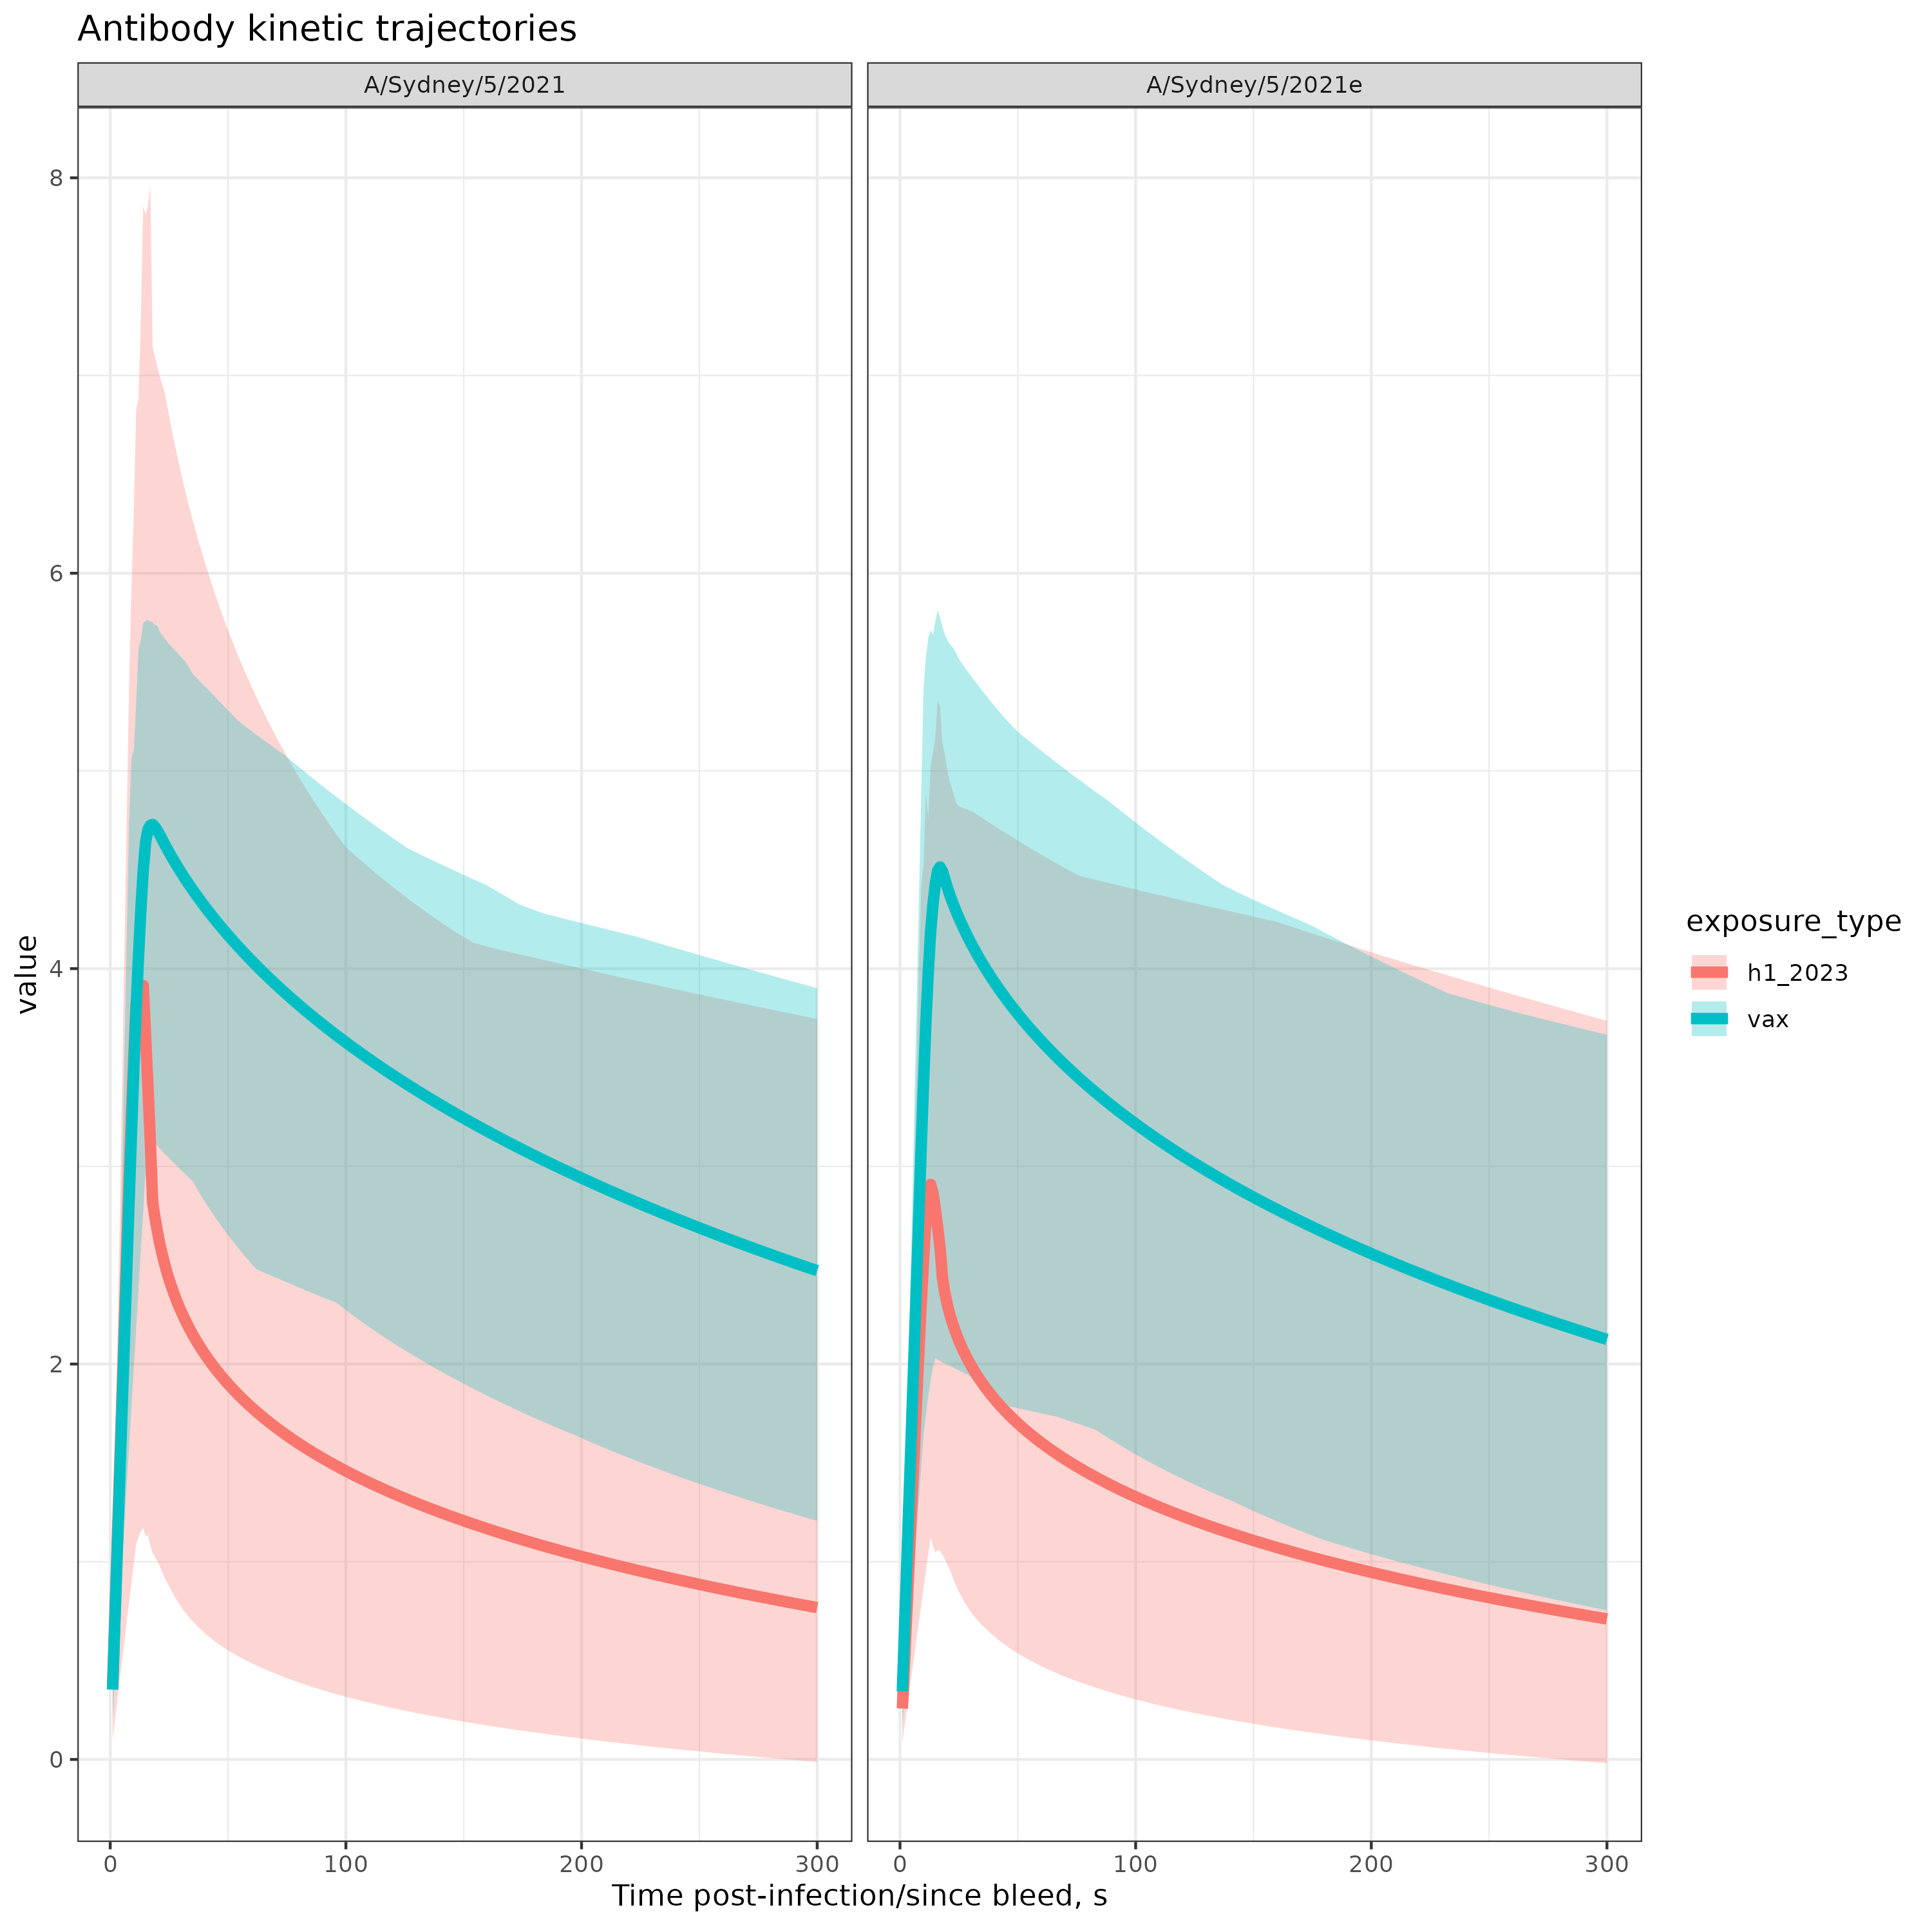 Antibody kinetic trajectories
A/Sydney/5/2021
A/Sydney/5/2021e
8
6
4
2
0
value
0 100 200 300
0 100 200 300
Time post-infection/since bleed, s
exposure_type
h1_2023
vax